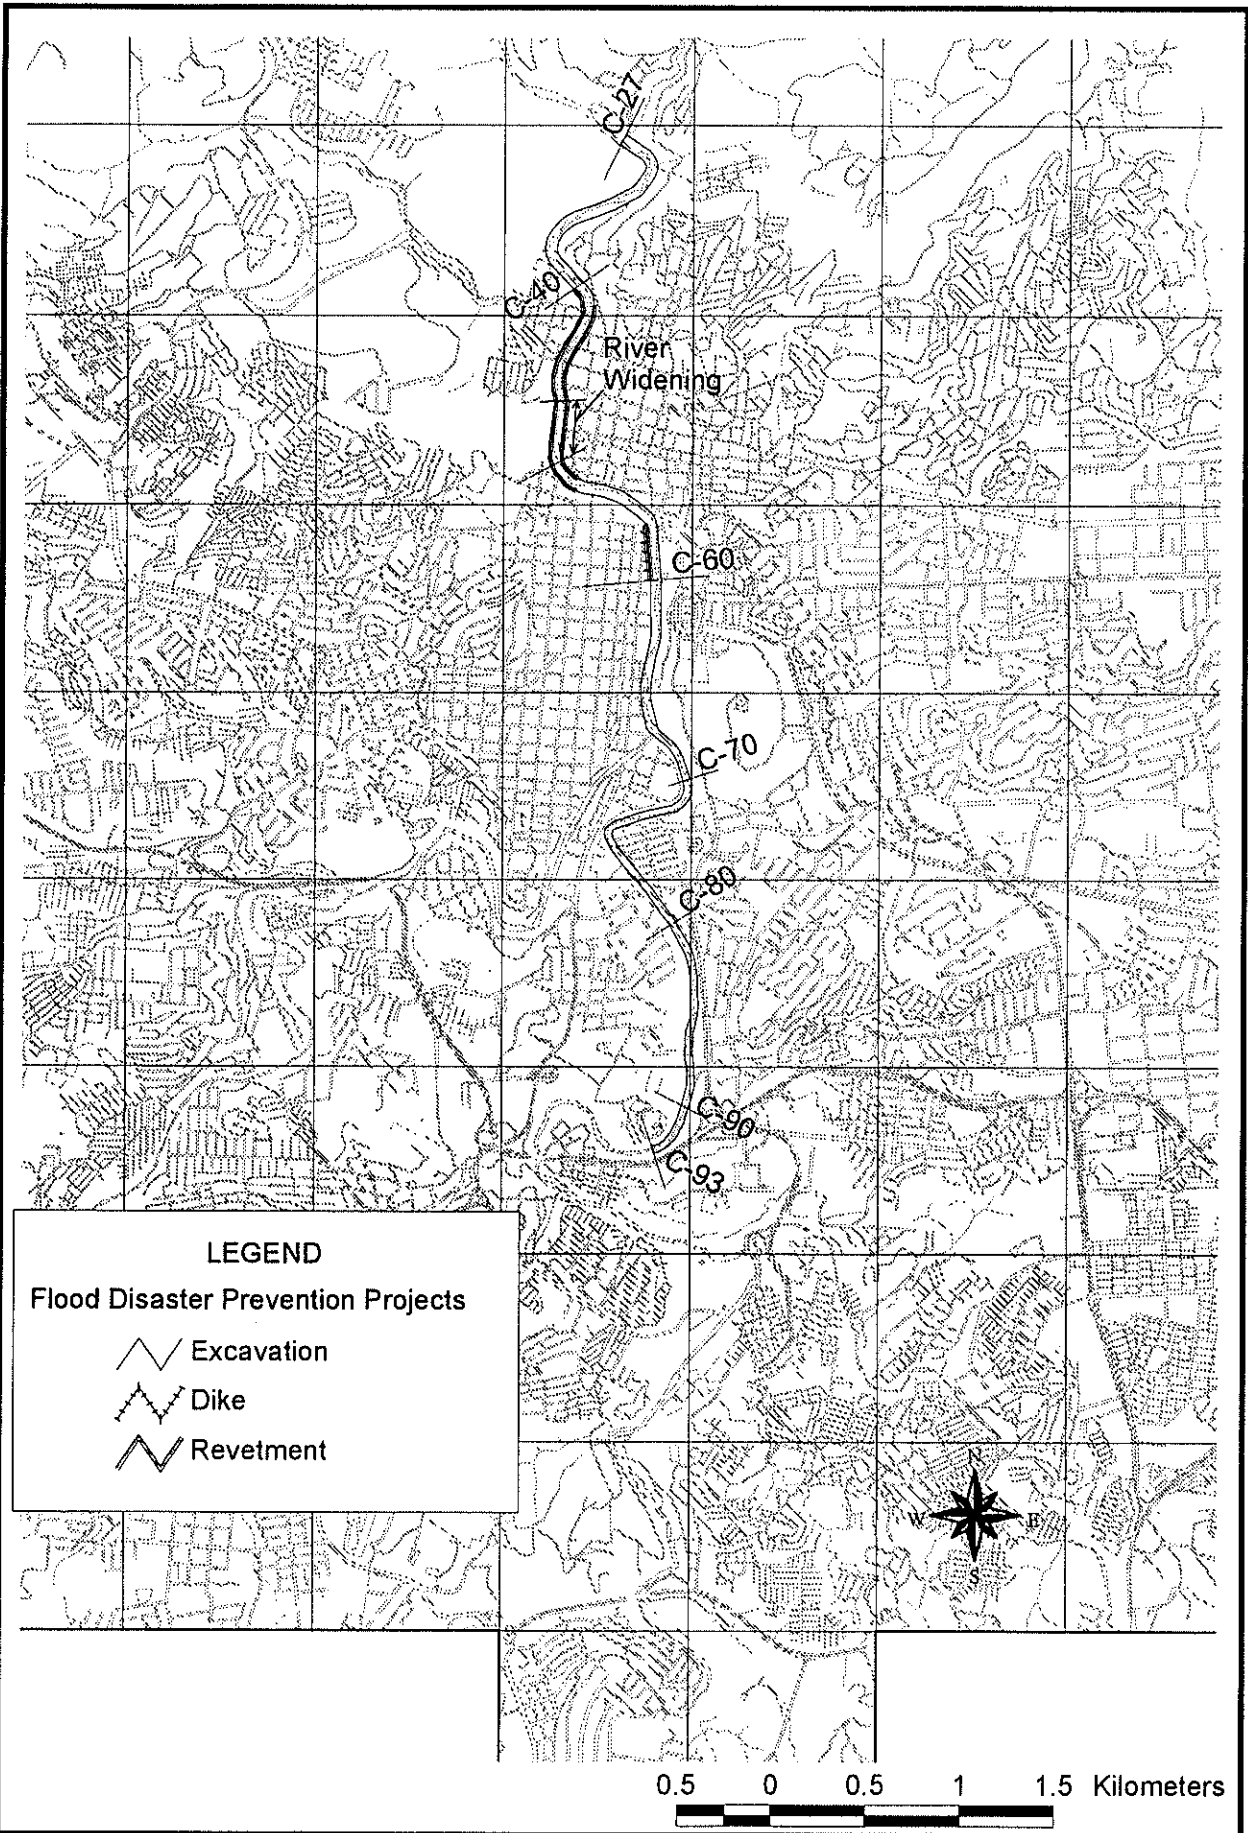 C-27
C-40
River
Widening
C-60
C-70
C-80
C-90
C-93
LEGEND
Flood Disaster Prevention Projects
Excavation
Dike
Revetment
N
W
E
S
0.5 0 0.5 1 1.5 Kilometers